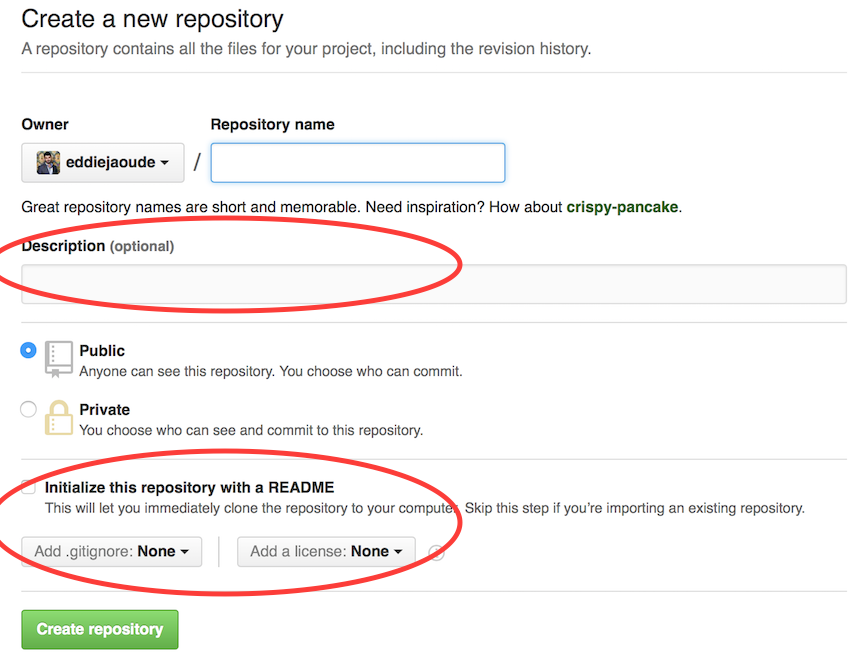 Create a new repository
A repository contains all the files for your project, including the revision history.
Owner
Repository name
eddiejaoude
/
Great repository names are short and memorable. Need inspiration? How about crispy-pancake.
Description (optional)
Public
Anyone can see this repository. You choose who can commit.
Private
You choose who can see and commit to this repository.
Initialize this repository with a README
This will let you immediately clone the repository to your computer. Skip this step if you’re importing an existing repository.
Add .gitignore: None
Add a license: None
Create repository